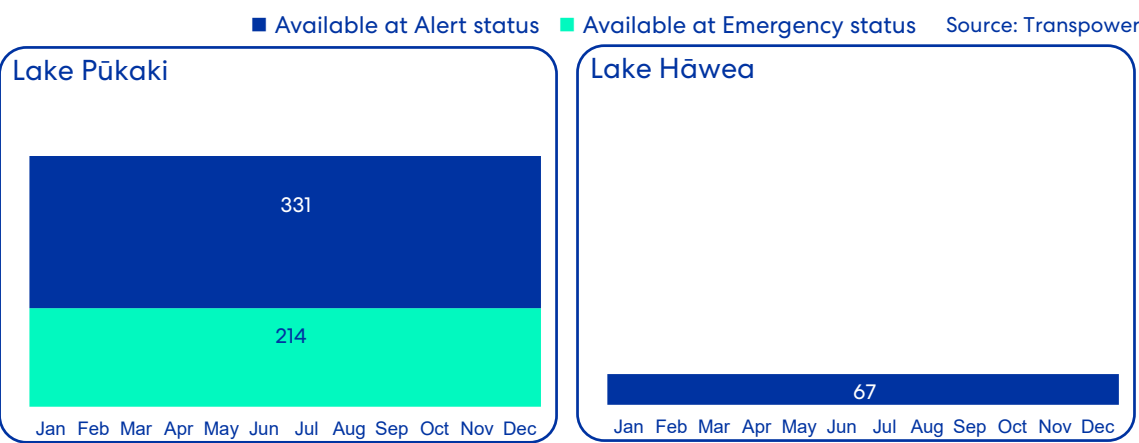 Available at Alert status Available at Emergency status Source: Transpower
Lake Pūkaki
331
214
Jan Feb Mar Apr May Jun Jul Aug Sep Oct Nov Dec
Lake Hāwea
67
Jan Feb Mar Apr May Jun Jul Aug Sep Oct Nov Dec